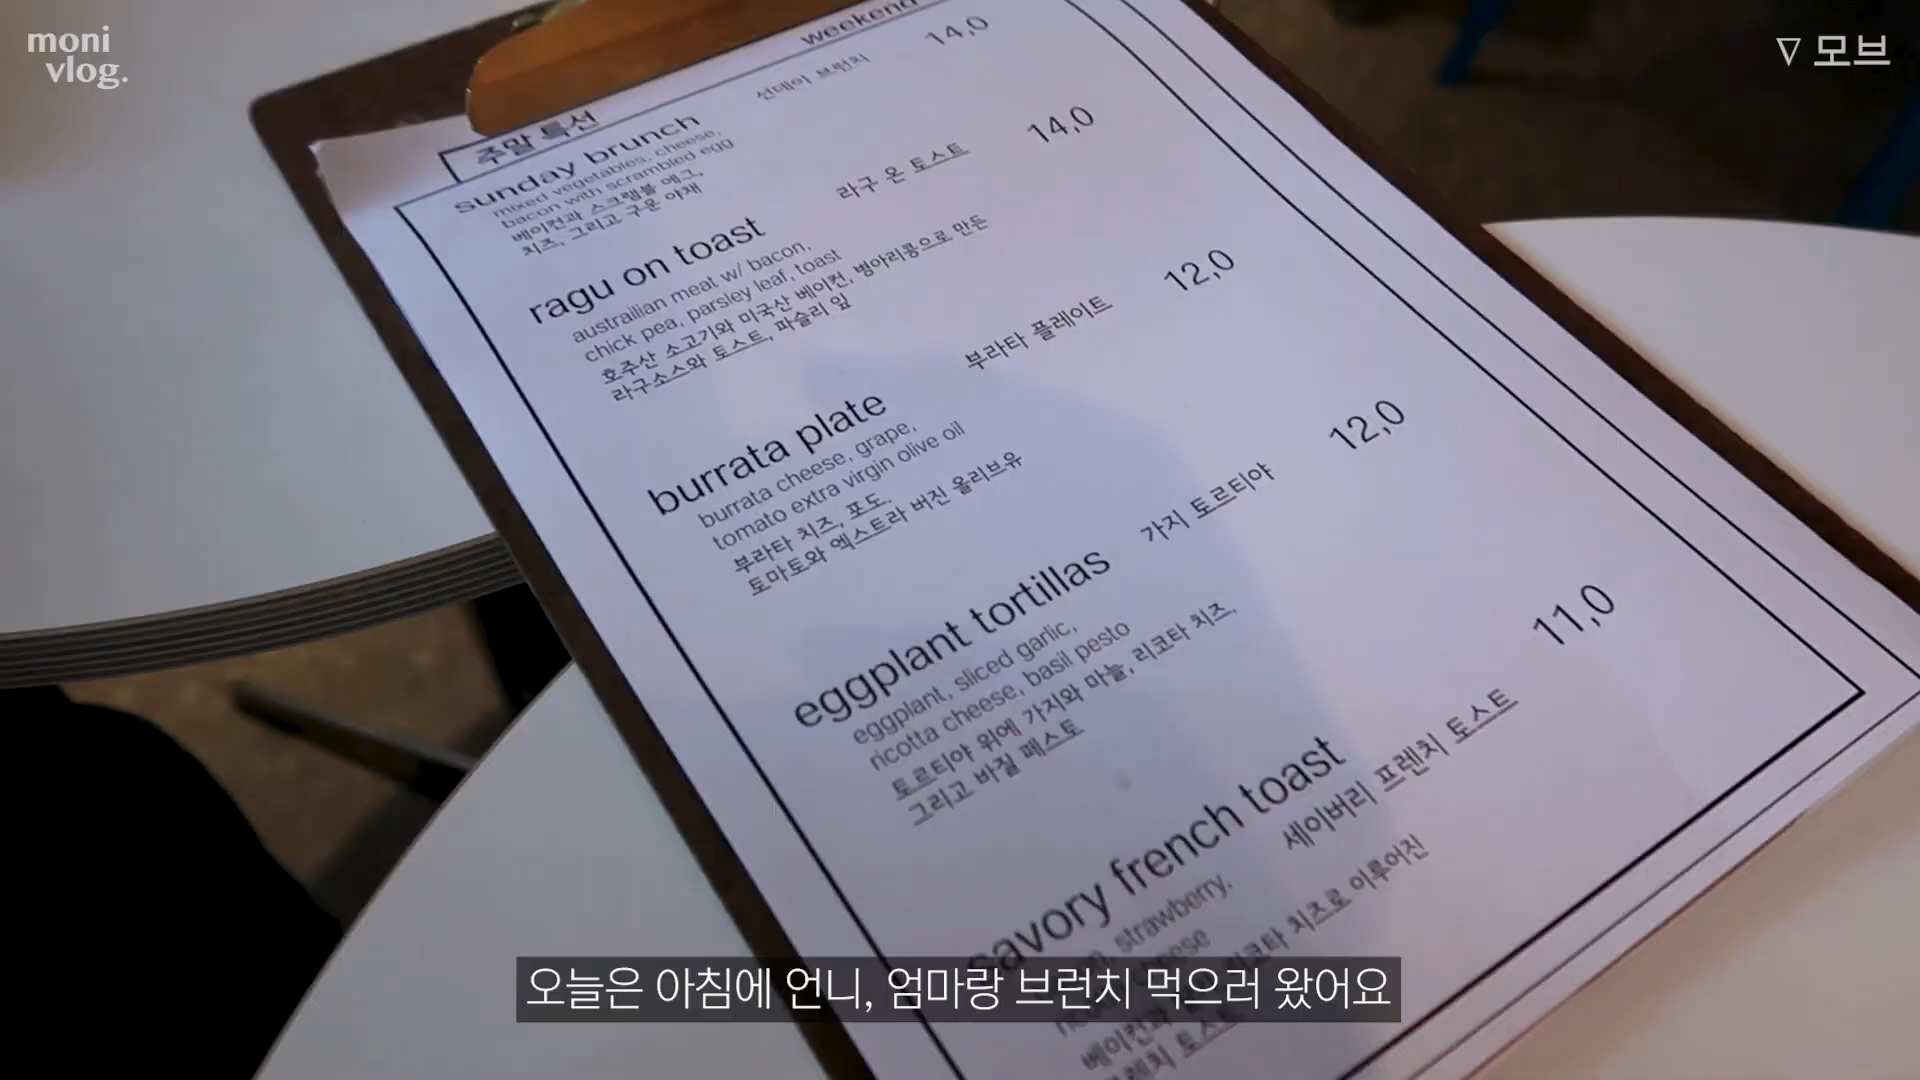 moni
vlog.
▽ 모브
weekend
주말 특선
sunday brunch 선데이 브런치 14,0
mixed vegetables, cheese,
bacon with scrambled egg
베이컨과 스크램블 에그,
치즈, 그리고 구운 야채
ragu on toast 라구 온 토스트 14,0
austrailian meat w/ bacon,
chick pea, parsley leaf, toast
호주산 소고기와 미국산 베이컨, 병아리콩으로 만든
라구소스와 토스트, 파슬리 잎
burrata plate 부라타 플레이트 12,0
burrata cheese, grape,
tomato extra virgin olive oil
부라타 치즈, 포도,
토마토와 엑스트라 버진 올리브유
eggplant tortillas 가지 토르티야 12,0
eggplant, sliced garlic,
ricotta cheese, basil pesto
토르티야 위에 가지와 마늘, 리코타 치즈,
그리고 바질 페스토
savory french toast 세이버리 프렌치 토스트 11,0
strawberry,
치즈로 이루어진
오늘은 아침에 언니, 엄마랑 브런치 먹으러 왔어요
베이컨과
토스트